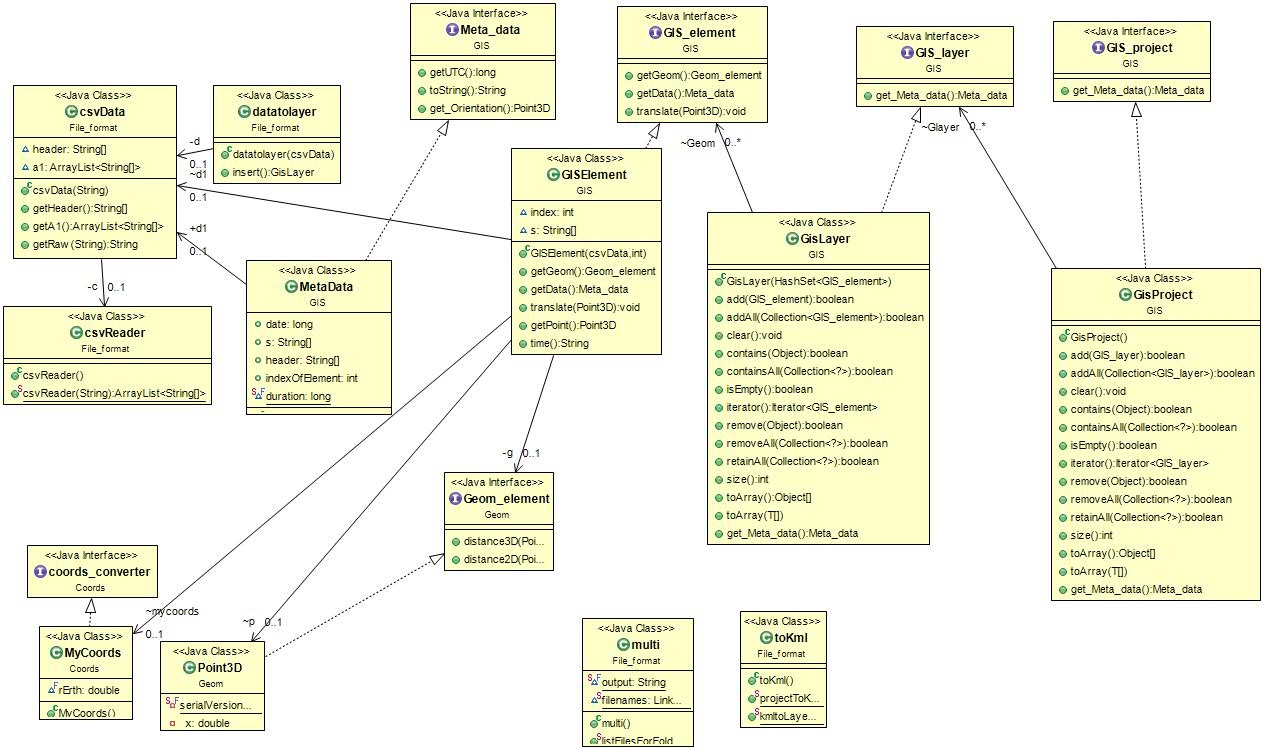 <<Java Interface>>
Meta_data
GIS
getUTC():long
toString():String
get_Orientation():Point3D
<<Java Interface>>
GIS_element
GIS
getGeom():Geom_element
getData():Meta_data
translate(Point3D):void
<<Java Interface>>
GIS_layer
GIS
get_Meta_data():Meta_data
<<Java Interface>>
GIS_project
GIS
get_Meta_data():Meta_data
<<Java Class>>
csvData
File_format
header: String[]
a1: ArrayList<String[]>
csvData(String)
getHeader():String[]
getA1():ArrayList<String[]>
getRaw (String):String
<<Java Class>>
datatolayer
File_format
datatolayer(csvData)
insert():GisLayer
-d
0..1
~d1
0..1
+d1
0..1
-c
0..1
~Geom
0..*
~Glayer
0..*
<<Java Class>>
GISElement
GIS
index: int
s: String[]
GISElement(csvData,int)
getGeom():Geom_element
getData():Meta_data
translate(Point3D):void
getPoint():Point3D
time():String
<<Java Class>>
GisLayer
GIS
GisLayer(HashSet<GIS_element>)
add(GIS_element):boolean
addAll(Collection<GIS_element>):boolean
clear():void
contains(Object):boolean
containsAll(Collection<?>):boolean
isEmpty():boolean
iterator():Iterator<GIS_element>
remove(Object):boolean
removeAll(Collection<?>):boolean
retainAll(Collection<?>):boolean
size():int
toArray():Object[]
toArray(T[])
get_Meta_data():Meta_data
<<Java Class>>
GisProject
GIS
GisProject()
add(GIS_layer):boolean
addAll(Collection<GIS_layer>):boolean
clear():void
contains(Object):boolean
containsAll(Collection<?>):boolean
isEmpty():boolean
iterator():Iterator<GIS_layer>
remove(Object):boolean
removeAll(Collection<?>):boolean
retainAll(Collection<?>):boolean
size():int
toArray():Object[]
toArray(T[])
get_Meta_data():Meta_data
<<Java Class>>
MetaData
GIS
date: long
s: String[]
header: String[]
indexOfElement: int
duration: long
<<Java Class>>
csvReader
File_format
csvReader()
csvReader(String):ArrayList<String[]>
-g
0..1
<<Java Interface>>
Geom_element
Geom
distance3D(Poi...
distance2D(Poi...
<<Java Interface>>
coords_converter
Coords
~mycoords
0..1
~p
0..1
<<Java Class>>
MyCoords
Coords
rErth: double
MyCoords()
<<Java Class>>
Point3D
Geom
serialVersion...
x: double
<<Java Class>>
multi
File_format
output: String
filenames: Link...
multi()
listFilesForFold
<<Java Class>>
toKml
File_format
toKml()
projectToK...
kmltoLaye...